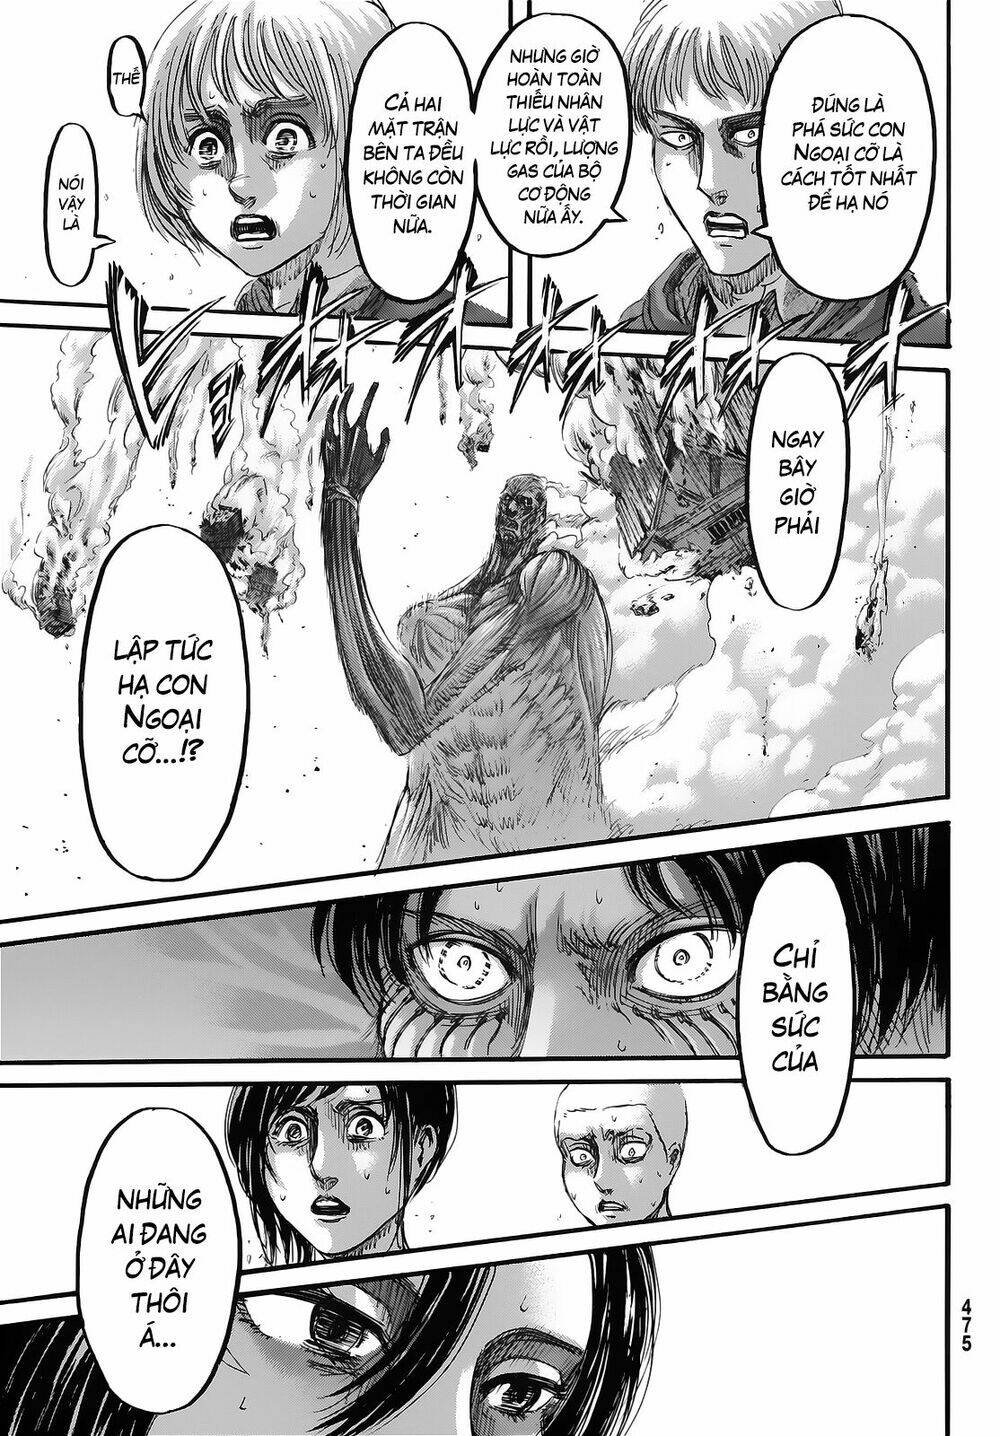 ĐÚNG LÀ
PHÁ SỨC CON
NGOẠI CỠ LÀ
CÁCH TỐT NHẤT
ĐỂ HẠ NÓ
NHƯNG GIỜ
HOÀN TOÀN
THIẾU NHÂN
LỰC VÀ VẬT
LỰC RỒI, LƯỢNG
GAS CỦA BỘ
CƠ ĐỘNG
NỮA ẤY.
CẢ HAI
MẶT TRẬN
BÊN TA ĐỀU
KHÔNG CÒN
THỜI GIAN
NỮA.
THẾ
NÓI
VẬY
LÀ
NGAY
BÂY
GIỜ
PHẢI
LẬP TỨC
HẠ CON
NGOẠI
CỠ...!?
CHỈ
BẰNG
SỨC
CỦA
NHỮNG
AI ĐANG
Ở ĐÂY
THÔI
Á...
475